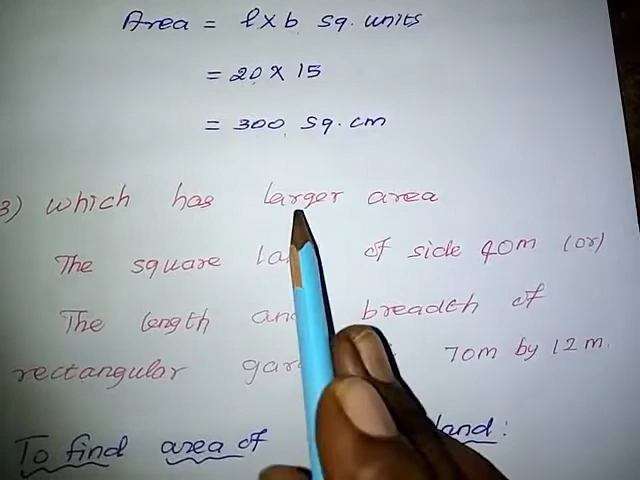 Area = l×b sq. units
= 20 × 15
= 300 sq.cm
3) which has larger area
The square of side 40m (or)
The length and breadth of
rectangular 70m by 12m.
To find area of land: